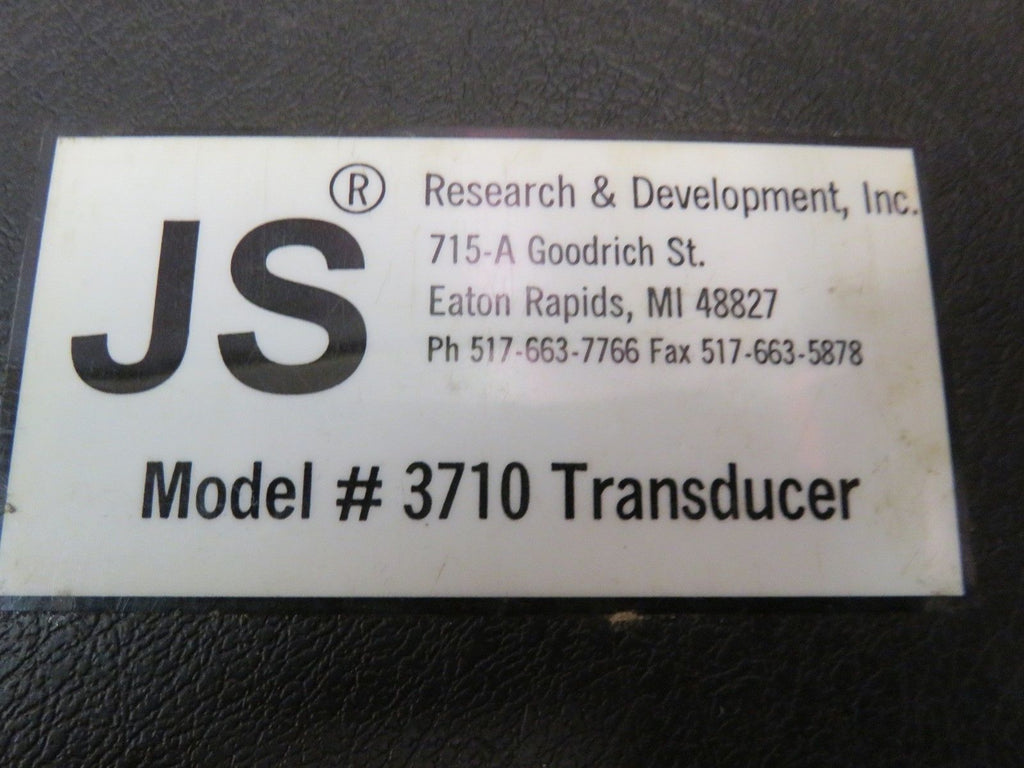 JS® Research & Development, Inc.
715-A Goodrich St.
Eaton Rapids, MI 48827
Ph 517-663-7766 Fax 517-663-5878
Model # 3710 Transducer